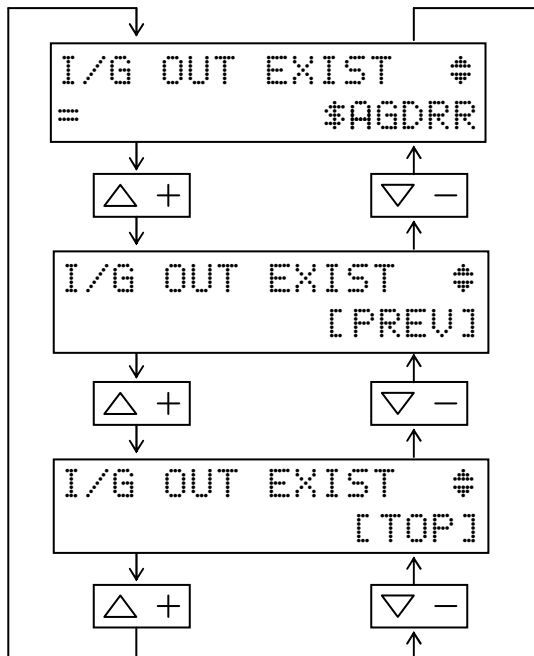 I/G OUT EXIST
= $AGDRR
△ + ▽ −
I/G OUT EXIST
[PREV]
△ + ▽ −
I/G OUT EXIST
[TOP]
△ + ▽ −